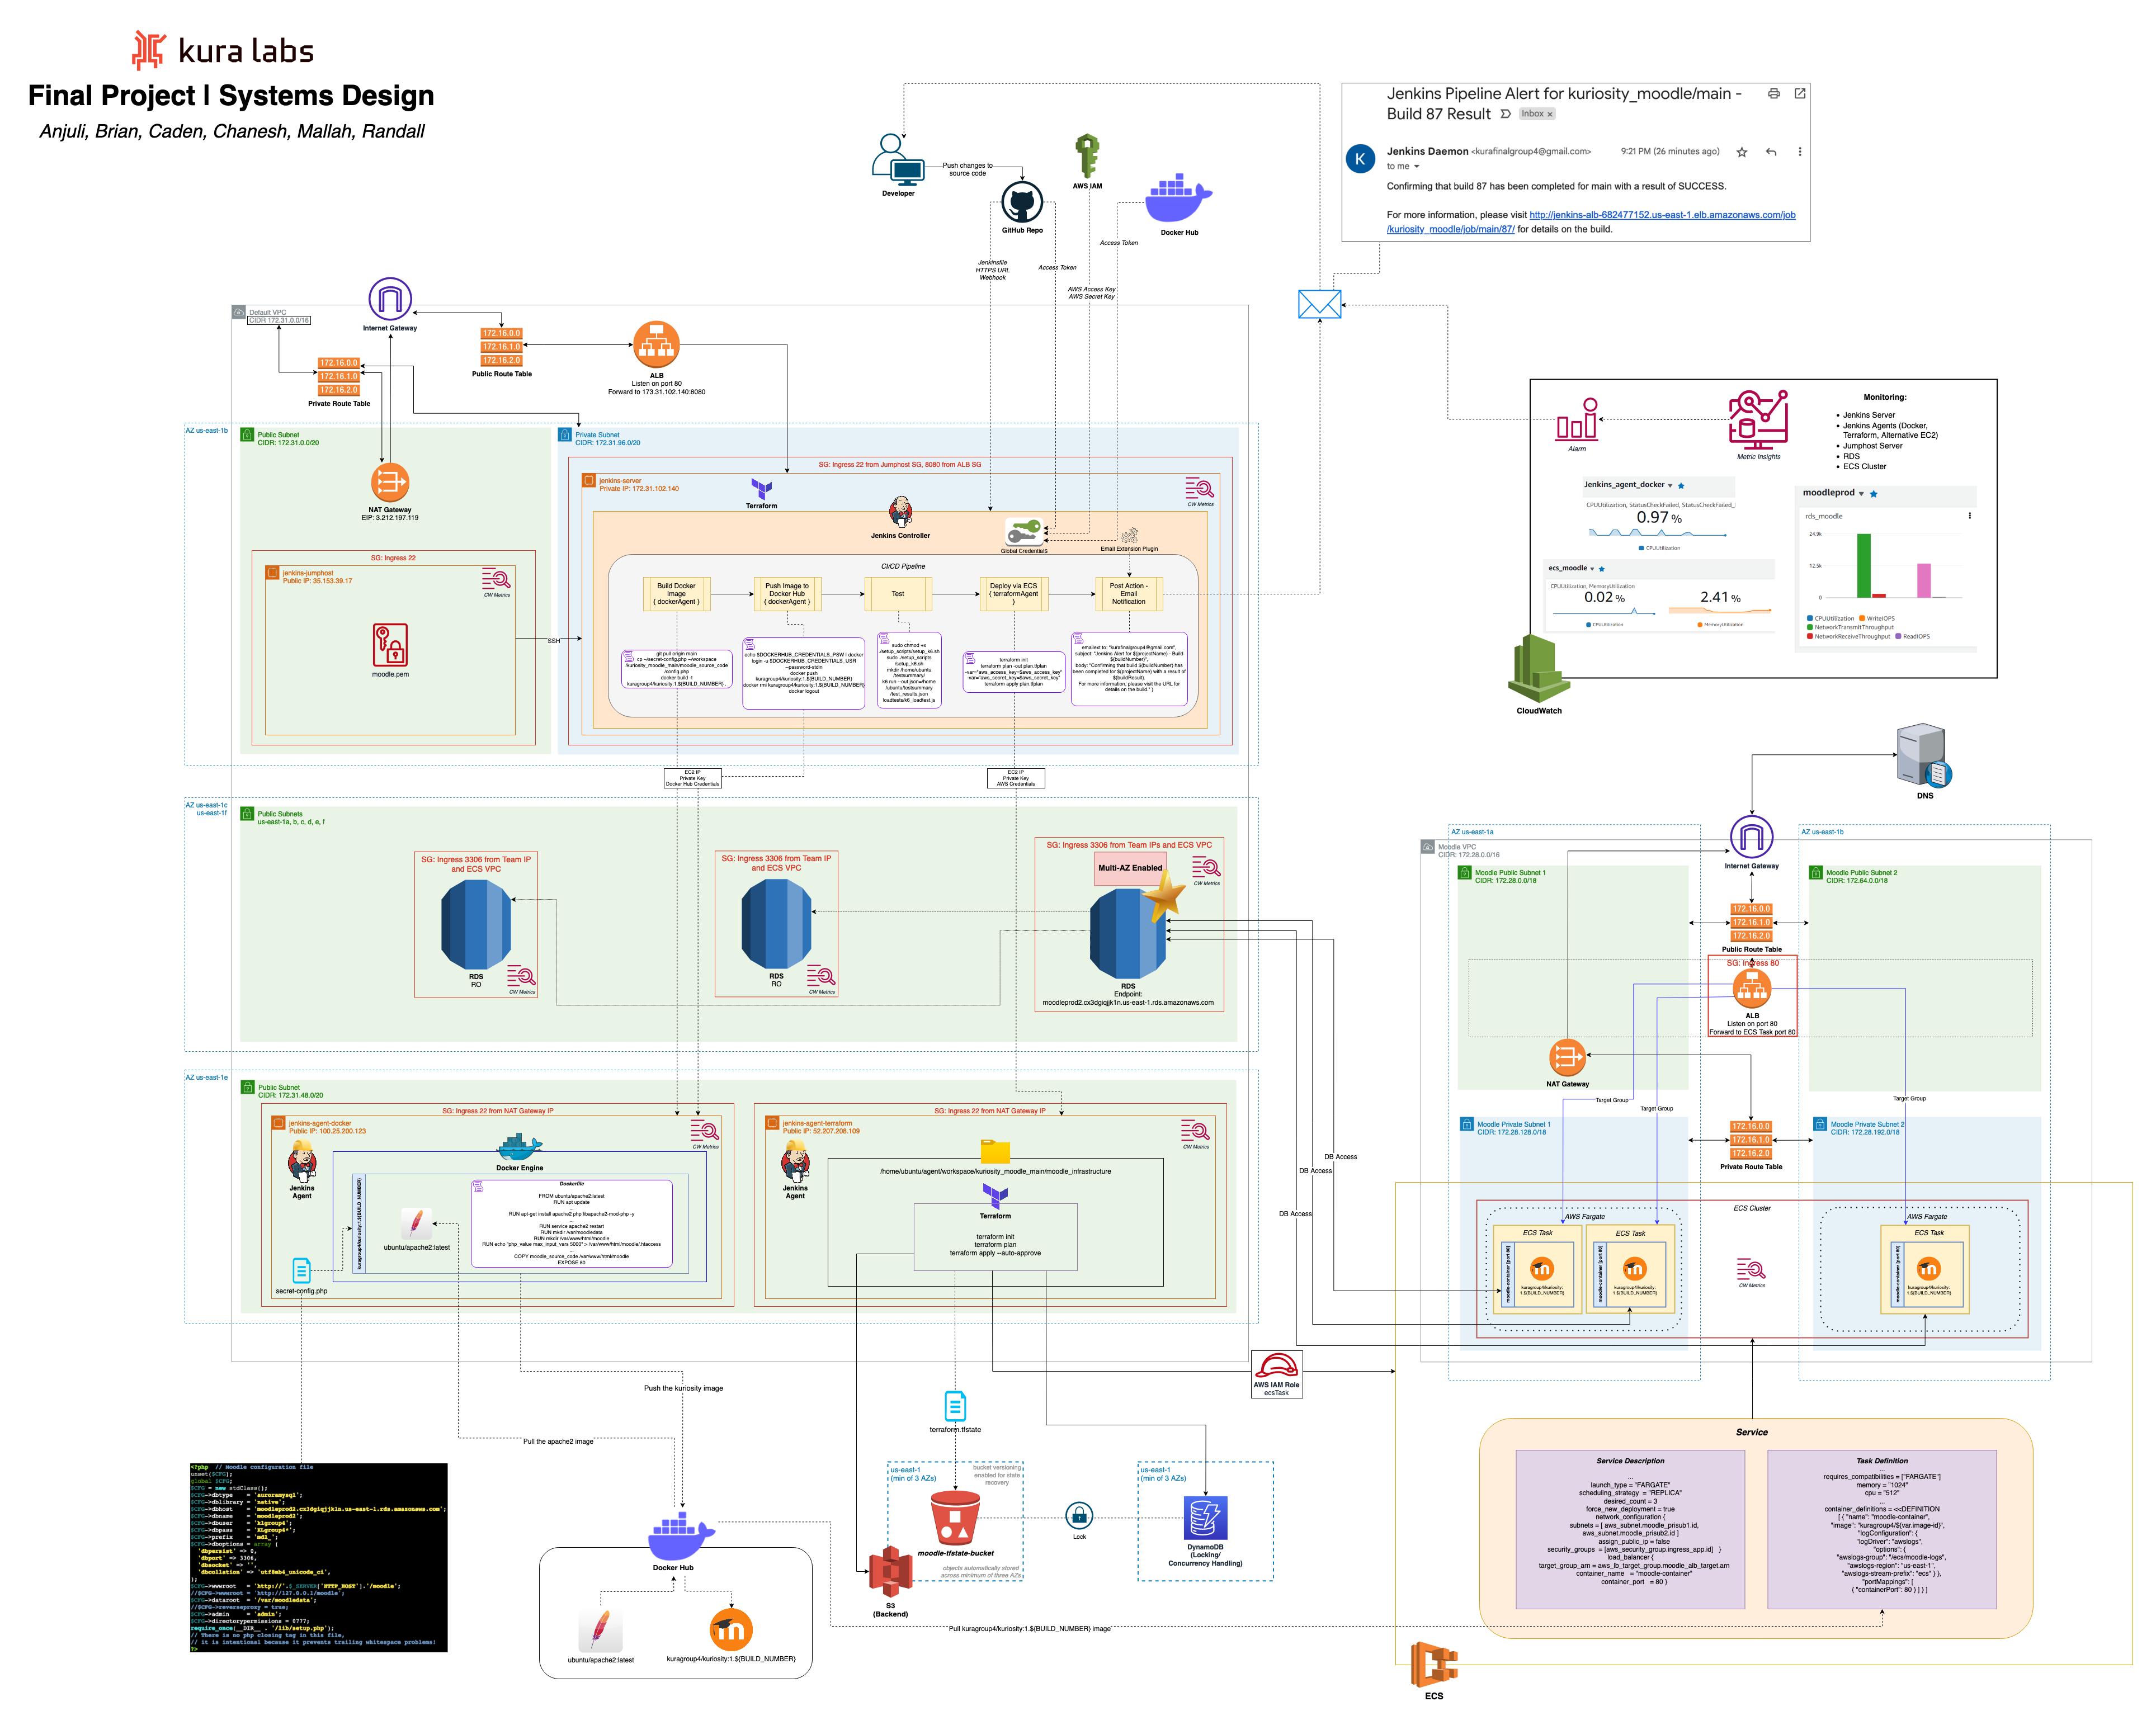 kura labs
Final Project | Systems Design
Anjuli, Brian, Caden, Chanesh, Mallah, Randall
Developer
Push changes to
source code
GitHub Repo
AWS IAM
Docker Hub
Access Token
Jenkinsfile
HTTPS URL
Webhook
Access Token
AWS Access Key
AWS Secret Key
Jenkins Pipeline Alert for kuriosity_moodle/main -
Build 87 Result
Inbox ×
K
Jenkins Daemon <kurafinalgroup4@gmail.com>
9:21 PM (26 minutes ago)
to me
Confirming that build 87 has been completed for main with a result of SUCCESS.
For more information, please visit http://jenkins-alb-682477152.us-east-1.elb.amazonaws.com/job
/kuriosity_moodle/job/main/87/ for details on the build.
Default VPC
CIDR 172.31.0.0/16
Internet Gateway
172.16.0.0
172.16.1.0
172.16.2.0
Public Route Table
172.16.0.0
172.16.1.0
172.16.2.0
Private Route Table
ALB
Listen on port 80
Forward to 173.31.102.140:8080
AZ us-east-1b
Public Subnet
CIDR: 172.31.0.0/20
NAT Gateway
EIP: 3.212.197.119
SG: Ingress 22
jenkins-jumphost
Public IP: 35.153.39.17
CW Metrics
moodle.pem
SSH
Private Subnet
CIDR: 172.31.96.0/20
SG: Ingress 22 from Jumphost SG, 8080 from ALB SG
jenkins-server
Private IP: 172.31.102.140
Terraform
CW Metrics
Jenkins Controller
Global Credentials
Email Extension Plugin
CI/CD Pipeline
Build Docker
Image
{ dockerAgent }
Push Image to
Docker Hub
{ dockerAgent }
Test
Deploy via ECS
{ terraformAgent
}
Post Action -
Email
Notification
git pull origin main
cp ~/secret-config.php ~/workspace
/kuriosity_moodle_main/moodle_source_code
/config.php
docker build -t
kuragroup4/kuriosity:1.${BUILD_NUMBER} .
echo $DOCKERHUB_CREDENTIALS_PSW | docker
login -u $DOCKERHUB_CREDENTIALS_USR
--password-stdin
docker push
kuragroup4/kuriosity:1.${BUILD_NUMBER}
docker rmi kuragroup4/kuriosity:1.${BUILD_NUMBER}
docker logout
...
sudo chmod +x
./setup_scripts/setup_k6.sh
sudo ./setup_scripts
/setup_k6.sh
mkdir /home/ubuntu
/testsummary/
k6 run --out json=/home
/ubuntu/testsummary
/test_results.json
loadtests/k6_loadtest.js
terraform init
terraform plan -out plan.tfplan
-var="aws_access_key=$aws_access_key"
-var="aws_secret_key=$aws_secret_key"
terraform apply plan.tfplan
emailext to: "kurafinalgroup4@gmail.com",
subject: "Jenkins Alert for ${projectName} - Build
${buildNumber}",
body: "Confirming that build ${buildNumber} has
been completed for ${projectName} with a result of
${buildResult}.
For more information, please visit the URL for
details on the build." }
EC2 IP
Private Key
Docker Hub Credentials
EC2 IP
Private Key
AWS Credentials
Alarm
Metric Insights
Monitoring:
• Jenkins Server
• Jenkins Agents (Docker,
Terraform, Alternative EC2)
• Jumphost Server
• RDS
• ECS Cluster
Jenkins_agent_docker
CPUUtilization, StatusCheckFailed, StatusCheckFailed_
0.97 %
CPUUtilization
ecs_moodle
CPUUtilization, MemoryUtilization
0.02 %
2.41 %
CPUUtilization
MemoryUtilization
moodleprod
rds_moodle
24.9k
12.5k
0
CPUUtilization WriteIOPS
NetworkTransmitThroughput
NetworkReceiveThroughput ReadIOPS
CloudWatch
AZ us-east-1c
us-east-1f
Public Subnets
us-east-1a, b, c, d, e, f
SG: Ingress 3306 from Team IP
and ECS VPC
RDS
RO
CW Metrics
SG: Ingress 3306 from Team IP
and ECS VPC
RDS
RO
CW Metrics
SG: Ingress 3306 from Team IPs and ECS VPC
Multi-AZ Enabled
CW Metrics
RDS
Endpoint:
moodleprod2.cx3dgiqjjk1n.us-east-1.rds.amazonaws.com
AZ us-east-1e
Public Subnet
CIDR: 172.31.48.0/20
SG: Ingress 22 from NAT Gateway IP
jenkins-agent-docker
Public IP: 100.25.200.123
CW Metrics
Jenkins
Agent
Docker Engine
kuragroup4/kuriosity:1.${BUILD_NUMBER}
ubuntu/apache2:latest
Dockerfile
FROM ubuntu/apache2:latest
RUN apt update
...
RUN apt-get install apache2 php libapache2-mod-php -y
...
RUN service apache2 restart
RUN mkdir /var/moodledata
RUN mkdir /var/www/html/moodle
RUN echo "php_value max_input_vars 5000" > /var/www/html/moodle/.htaccess
...
COPY moodle_source_code /var/www/html/moodle
EXPOSE 80
secret-config.php
SG: Ingress 22 from NAT Gateway IP
jenkins-agent-terraform
Public IP: 52.207.208.109
CW Metrics
Jenkins
Agent
/home/ubuntu/agent/workspace/kuriosity_moodle_main/moodle_infrastructure
Terraform
terraform init
terraform plan
terraform apply --auto-approve
DB Access
DB Access
DB Access
DNS
AZ us-east-1a
AZ us-east-1b
Moodle VPC
CIDR: 172.28.0.0/16
Internet Gateway
Moodle Public Subnet 1
CIDR: 172.28.0.0/18
Moodle Public Subnet 2
CIDR: 172.64.0.0/18
172.16.0.0
172.16.1.0
172.16.2.0
Public Route Table
SG: Ingress 80
ALB
Listen on port 80
Forward to ECS Task port 80
NAT Gateway
Target Group
Target Group
Target Group
Moodle Private Subnet 1
CIDR: 172.28.128.0/18
172.16.0.0
172.16.1.0
172.16.2.0
Private Route Table
Moodle Private Subnet 2
CIDR: 172.28.192.0/18
ECS Cluster
AWS Fargate
ECS Task
moodle-container [port 80]
kuragroup4/kuriosity:
1.${BUILD_NUMBER}
ECS Task
moodle-container [port 80]
kuragroup4/kuriosity:
1.${BUILD_NUMBER}
CW Metrics
AWS Fargate
ECS Task
moodle-container [port 80]
kuragroup4/kuriosity:
1.${BUILD_NUMBER}
AWS IAM Role
ecsTask
Push the kuriosity image
Pull the apache2 image
terraform.tfstate
us-east-1
(min of 3 AZs)
bucket versioning
enabled for state
recovery
moodle-tfstate-bucket
objects automatically stored
across minimum of three AZs
S3
(Backend)
Lock
us-east-1
(min of 3 AZs)
DynamoDB
(Locking/
Concurrency Handling)
<?php // Moodle configuration file
unset($CFG);
global $CFG;
$CFG = new stdClass();
$CFG->dbtype = 'auroramysql';
$CFG->dblibrary = 'native';
$CFG->dbhost = 'moodleprod2.cx3dgiqjjk1n.us-east-1.rds.amazonaws.com';
$CFG->dbname = 'moodleprod2';
$CFG->dbuser = 'klgroup4';
$CFG->dbpass = 'KLgroup4*';
$CFG->prefix = 'mdl_';
$CFG->dboptions = array (
'dbpersist' => 0,
'dbport' => 3306,
'dbsocket' => '',
'dbcollation' => 'utf8mb4_unicode_ci',
);
$CFG->wwwroot = 'http://'.$_SERVER['HTTP_HOST'].'/moodle';
//$CFG->wwwroot = 'http://127.0.0.1/moodle';
$CFG->dataroot = '/var/moodledata';
//$CFG->reverseproxy = true;
$CFG->admin = 'admin';
$CFG->directorypermissions = 0777;
require_once(__DIR__ . '/lib/setup.php');
// There is no php closing tag in this file,
// it is intentional because it prevents trailing whitespace problems!
?>
Docker Hub
ubuntu/apache2:latest
kuragroup4/kuriosity:1.${BUILD_NUMBER}
Pull kuragroup4/kuriosity:1.${BUILD_NUMBER} image
Service
Service Description
...
launch_type = "FARGATE"
scheduling_strategy = "REPLICA"
desired_count = 3
force_new_deployment = true
network_configuration {
subnets = [ aws_subnet.moodle_prisub1.id,
aws_subnet.moodle_prisub2.id ]
assign_public_ip = false
security_groups = [aws_security_group.ingress_app.id] }
load_balancer {
target_group_arn = aws_lb_target_group.moodle_alb_target.arn
container_name = "moodle-container"
container_port = 80 }
Task Definition
...
requires_compatibilities = ["FARGATE"]
memory = "1024"
cpu = "512"
...
container_definitions = <<DEFINITION
[ { "name": "moodle-container",
"image": "kuragroup4/${var.image-id}",
"logConfiguration": {
"logDriver": "awslogs",
"options": {
"awslogs-group": "/ecs/moodle-logs",
"awslogs-region": "us-east-1",
"awslogs-stream-prefix": "ecs" } },
"portMappings": [
{ "containerPort": 80 } ] } ]
ECS